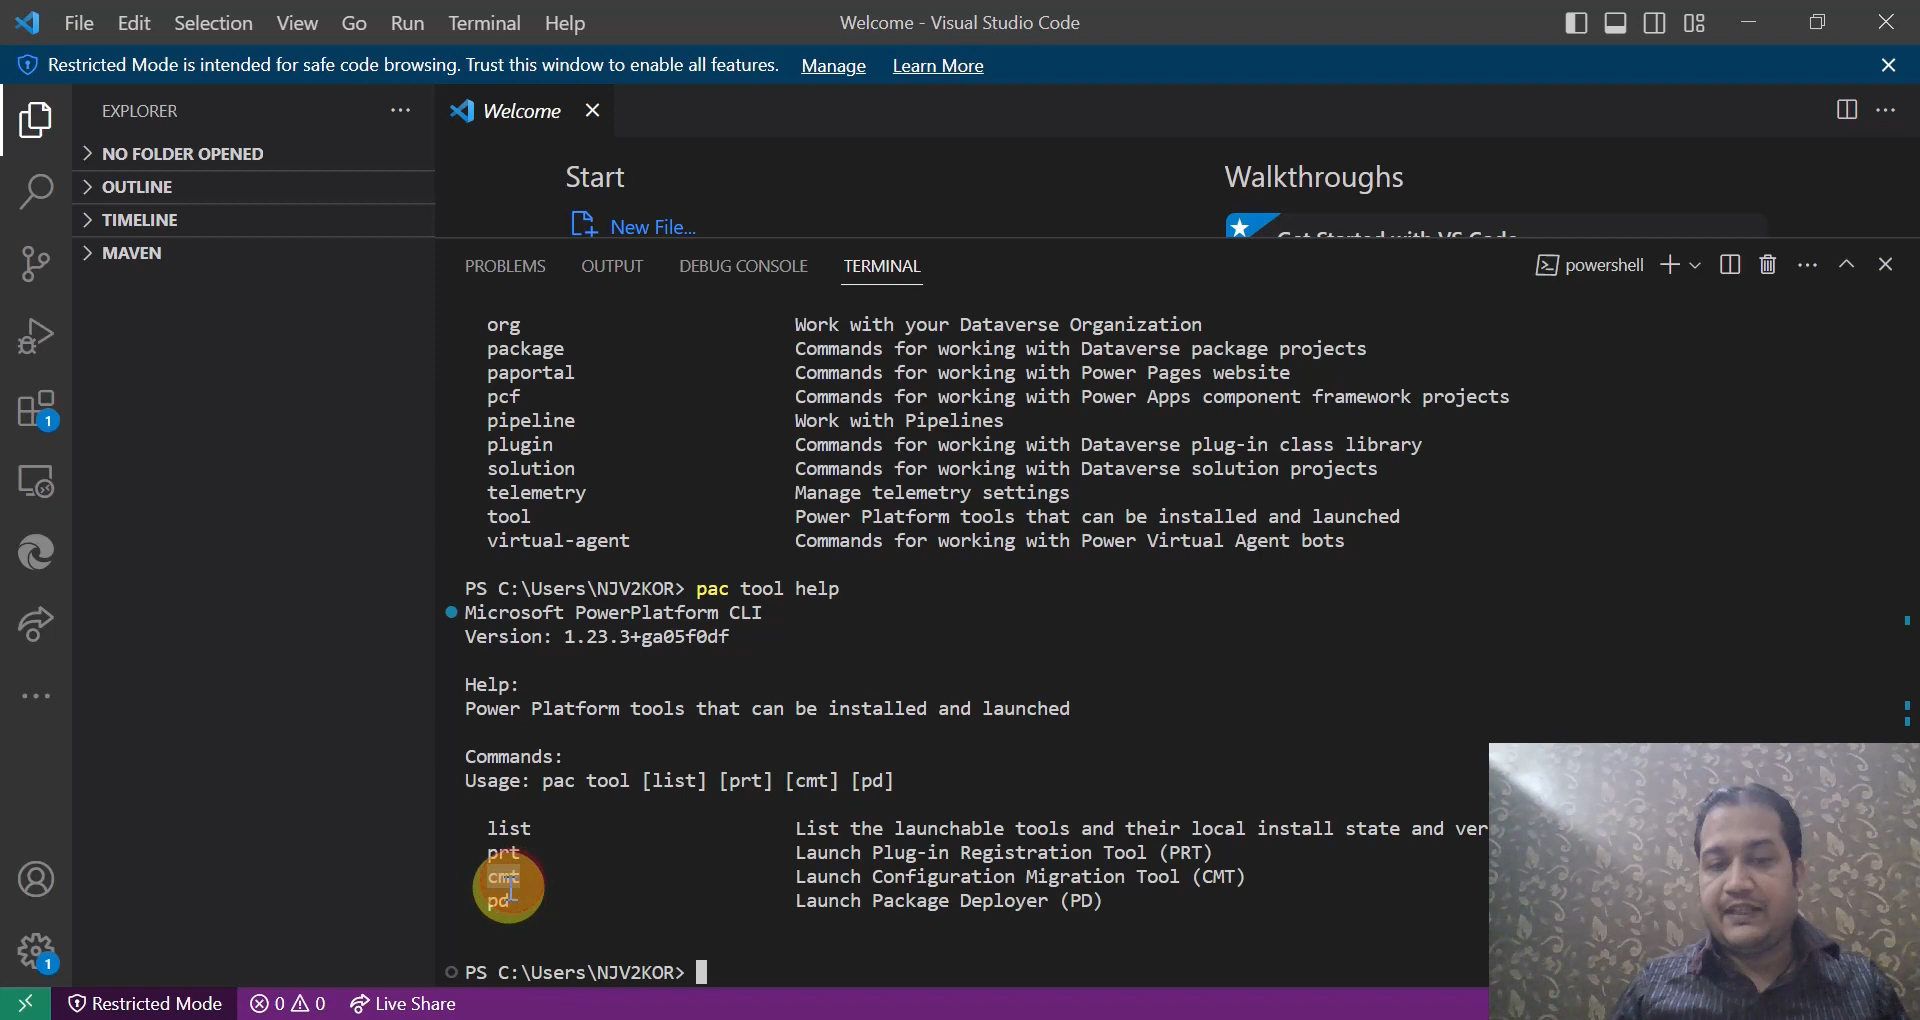 File Edit Selection View Go Run Terminal Help
Welcome - Visual Studio Code
Restricted Mode is intended for safe code browsing. Trust this window to enable all features. Manage Learn More
EXPLORER
NO FOLDER OPENED
OUTLINE
TIMELINE
MAVEN
1
1
Welcome
Start
New File...
Walkthroughs
Get Started with VS Code
PROBLEMS OUTPUT DEBUG CONSOLE TERMINAL
powershell
org Work with your Dataverse Organization
package Commands for working with Dataverse package projects
paportal Commands for working with Power Pages website
pcf Commands for working with Power Apps component framework projects
pipeline Work with Pipelines
plugin Commands for working with Dataverse plug-in class library
solution Commands for working with Dataverse solution projects
telemetry Manage telemetry settings
tool Power Platform tools that can be installed and launched
virtual-agent Commands for working with Power Virtual Agent bots
PS C:\Users\NJV2KOR> pac tool help
Microsoft PowerPlatform CLI
Version: 1.23.3+ga05f0df
Help:
Power Platform tools that can be installed and launched
Commands:
Usage: pac tool [list] [prt] [cmt] [pd]
list List the launchable tools and their local install state and ver
prt Launch Plug-in Registration Tool (PRT)
cmt Launch Configuration Migration Tool (CMT)
pd Launch Package Deployer (PD)
PS C:\Users\NJV2KOR>
Restricted Mode 0 0 Live Share